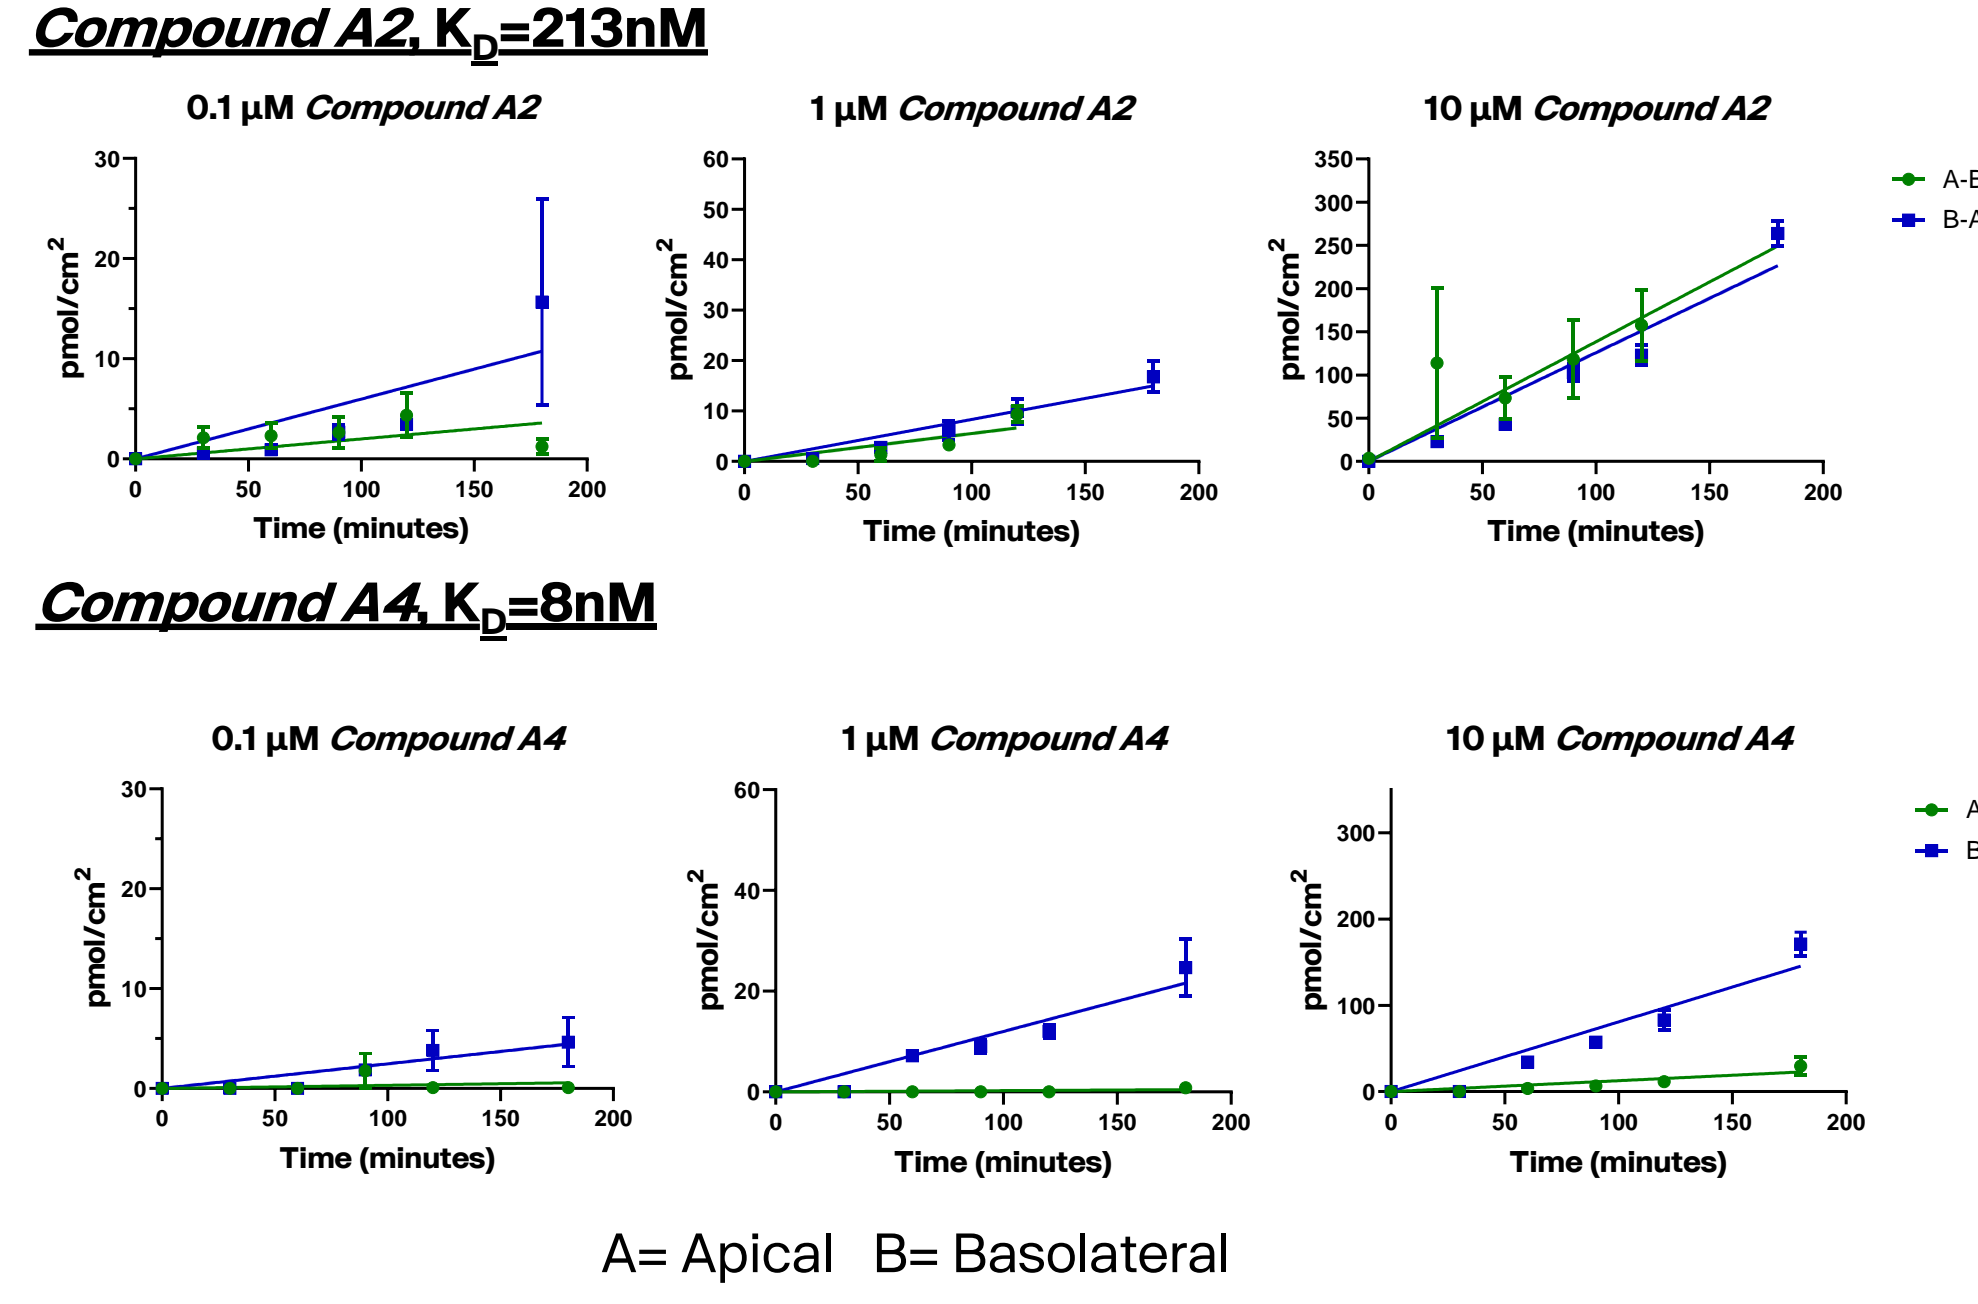 Compound A2, KD=213nM
0.1 µM Compound A2
1 µM Compound A2
10 µM Compound A2
30
20
10
0
pmol/cm²
0 50 100 150 200
Time (minutes)
60
50
40
30
20
10
0
pmol/cm²
0 50 100 150 200
Time (minutes)
350
300
250
200
150
100
50
0
pmol/cm²
0 50 100 150 200
Time (minutes)
A-B
B-A
Compound A4, KD=8nM
0.1 µM Compound A4
1 µM Compound A4
10 µM Compound A4
30
20
10
0
pmol/cm²
0 50 100 150 200
Time (minutes)
60
40
20
0
pmol/cm²
0 50 100 150 200
Time (minutes)
300
200
100
0
pmol/cm²
0 50 100 150 200
Time (minutes)
A
B
A= Apical B= Basolateral